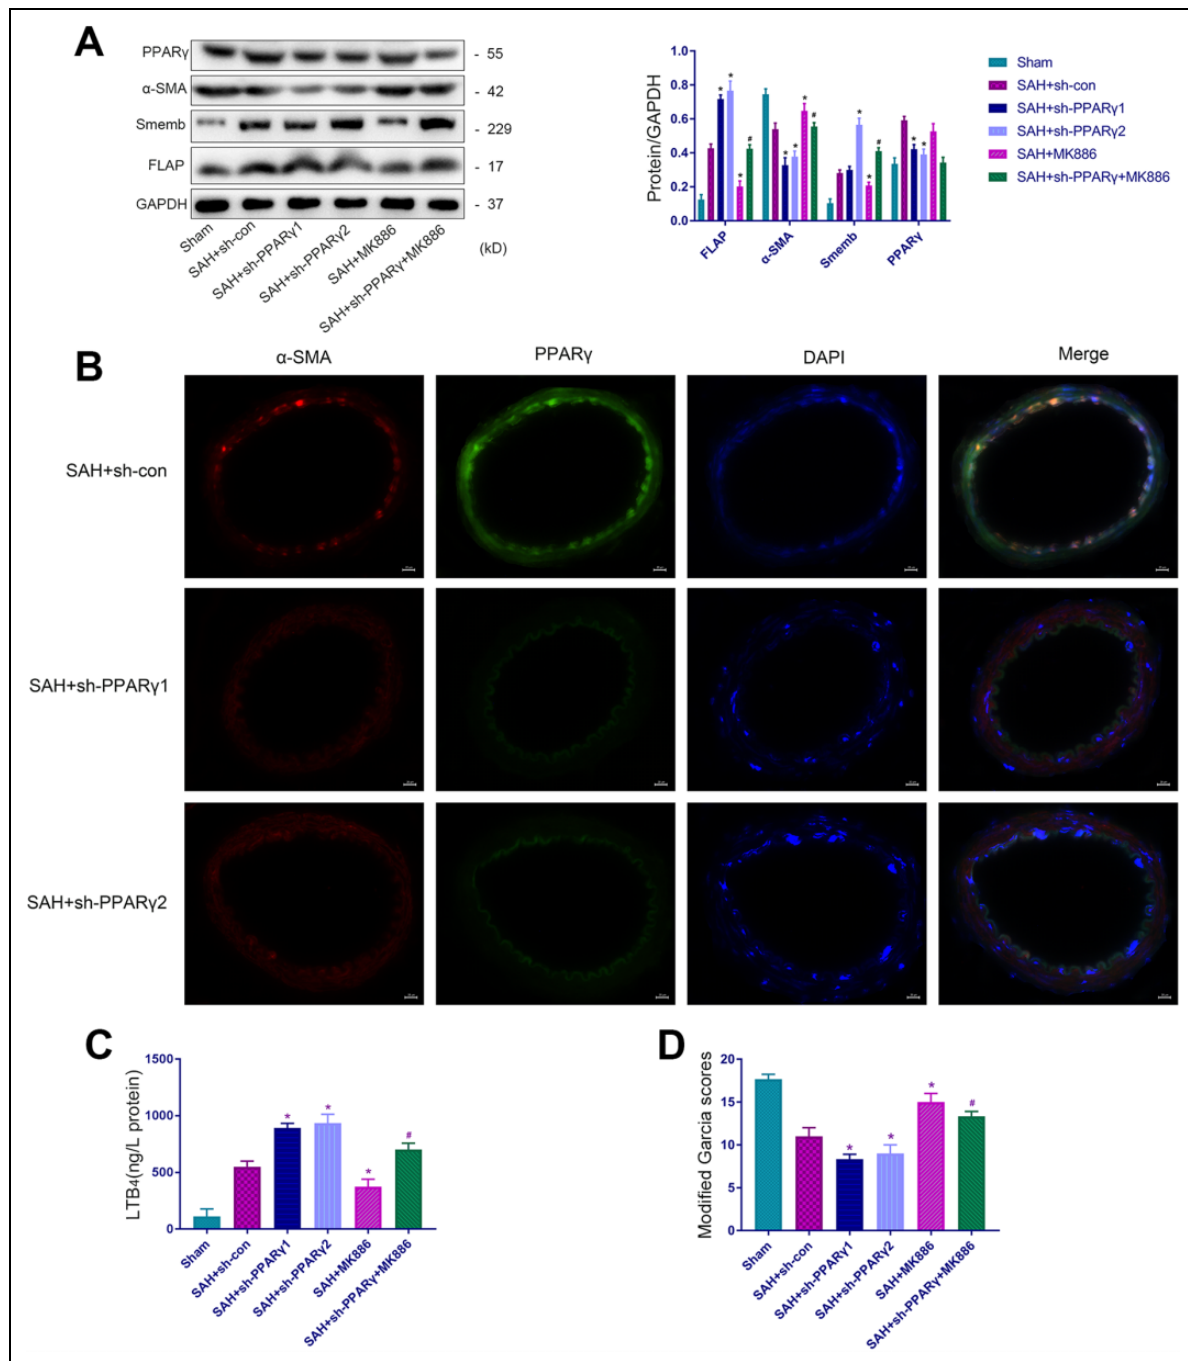 A
PPARγ
- 55
α-SMA
- 42
Smemb
- 229
FLAP
- 17
GAPDH
- 37
Sham
SAH+sh-con
SAH+sh-PPARγ1
SAH+sh-PPARγ2
SAH+MK886
SAH+sh-PPARγ+MK886
(kD)
Protein/GAPDH
1.0
0.8
0.6
0.4
0.2
0.0
* * * * * # * * * # * *
FLAP
α-SMA
Smemb
PPARγ
Sham
SAH+sh-con
SAH+sh-PPARγ1
SAH+sh-PPARγ2
SAH+MK886
SAH+sh-PPARγ+MK886
B
α-SMA
PPARγ
DAPI
Merge
SAH+sh-con
SAH+sh-PPARγ1
SAH+sh-PPARγ2
C
LTB4(ng/L protein)
1500
1000
500
0
* * * #
Sham
SAH+sh-con
SAH+sh-PPARγ1
SAH+sh-PPARγ2
SAH+MK886
SAH+sh-PPARγ+MK886
D
Modified Garcia scores
20
15
10
5
0
* * * #
Sham
SAH+sh-con
SAH+sh-PPARγ1
SAH+sh-PPARγ2
SAH+MK886
SAH+sh-PPARγ+MK886